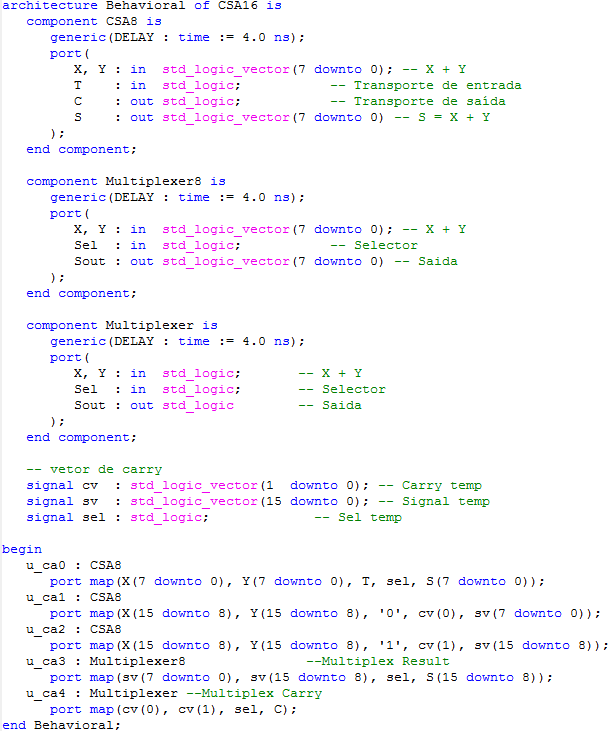 architecture Behavioral of CSA16 is
component CSA8 is
generic(DELAY : time := 4.0 ns);
port(
X, Y : in  std_logic_vector(7 downto 0); -- X + Y
T    : in  std_logic;           -- Transporte de entrada
C    : out std_logic;           -- Transporte de saída
S    : out std_logic_vector(7 downto 0) -- S = X + Y
);
end component;
component Multiplexer8 is
generic(DELAY : time := 4.0 ns);
port(
X, Y : in  std_logic_vector(7 downto 0); -- X + Y
Sel  : in  std_logic;           -- Selector
Sout : out std_logic_vector(7 downto 0) -- Saida
);
end component;
component Multiplexer is
generic(DELAY : time := 4.0 ns);
port(
X, Y : in  std_logic;       -- X + Y
Sel  : in  std_logic;       -- Selector
Sout : out std_logic        -- Saida
);
end component;
-- vetor de carry
signal cv  : std_logic_vector(1  downto 0); -- Carry temp
signal sv  : std_logic_vector(15 downto 0); -- Signal temp
signal sel : std_logic;             -- Sel temp
begin
u_ca0 : CSA8
port map(X(7 downto 0), Y(7 downto 0), T, sel, S(7 downto 0));
u_ca1 : CSA8
port map(X(15 downto 8), Y(15 downto 8), '0', cv(0), sv(7 downto 0));
u_ca2 : CSA8
port map(X(15 downto 8), Y(15 downto 8), '1', cv(1), sv(15 downto 8));
u_ca3 : Multiplexer8            --Multiplex Result
port map(sv(7 downto 0), sv(15 downto 8), sel, S(15 downto 8));
u_ca4 : Multiplexer --Multiplex Carry
port map(cv(0), cv(1), sel, C);
end Behavioral;